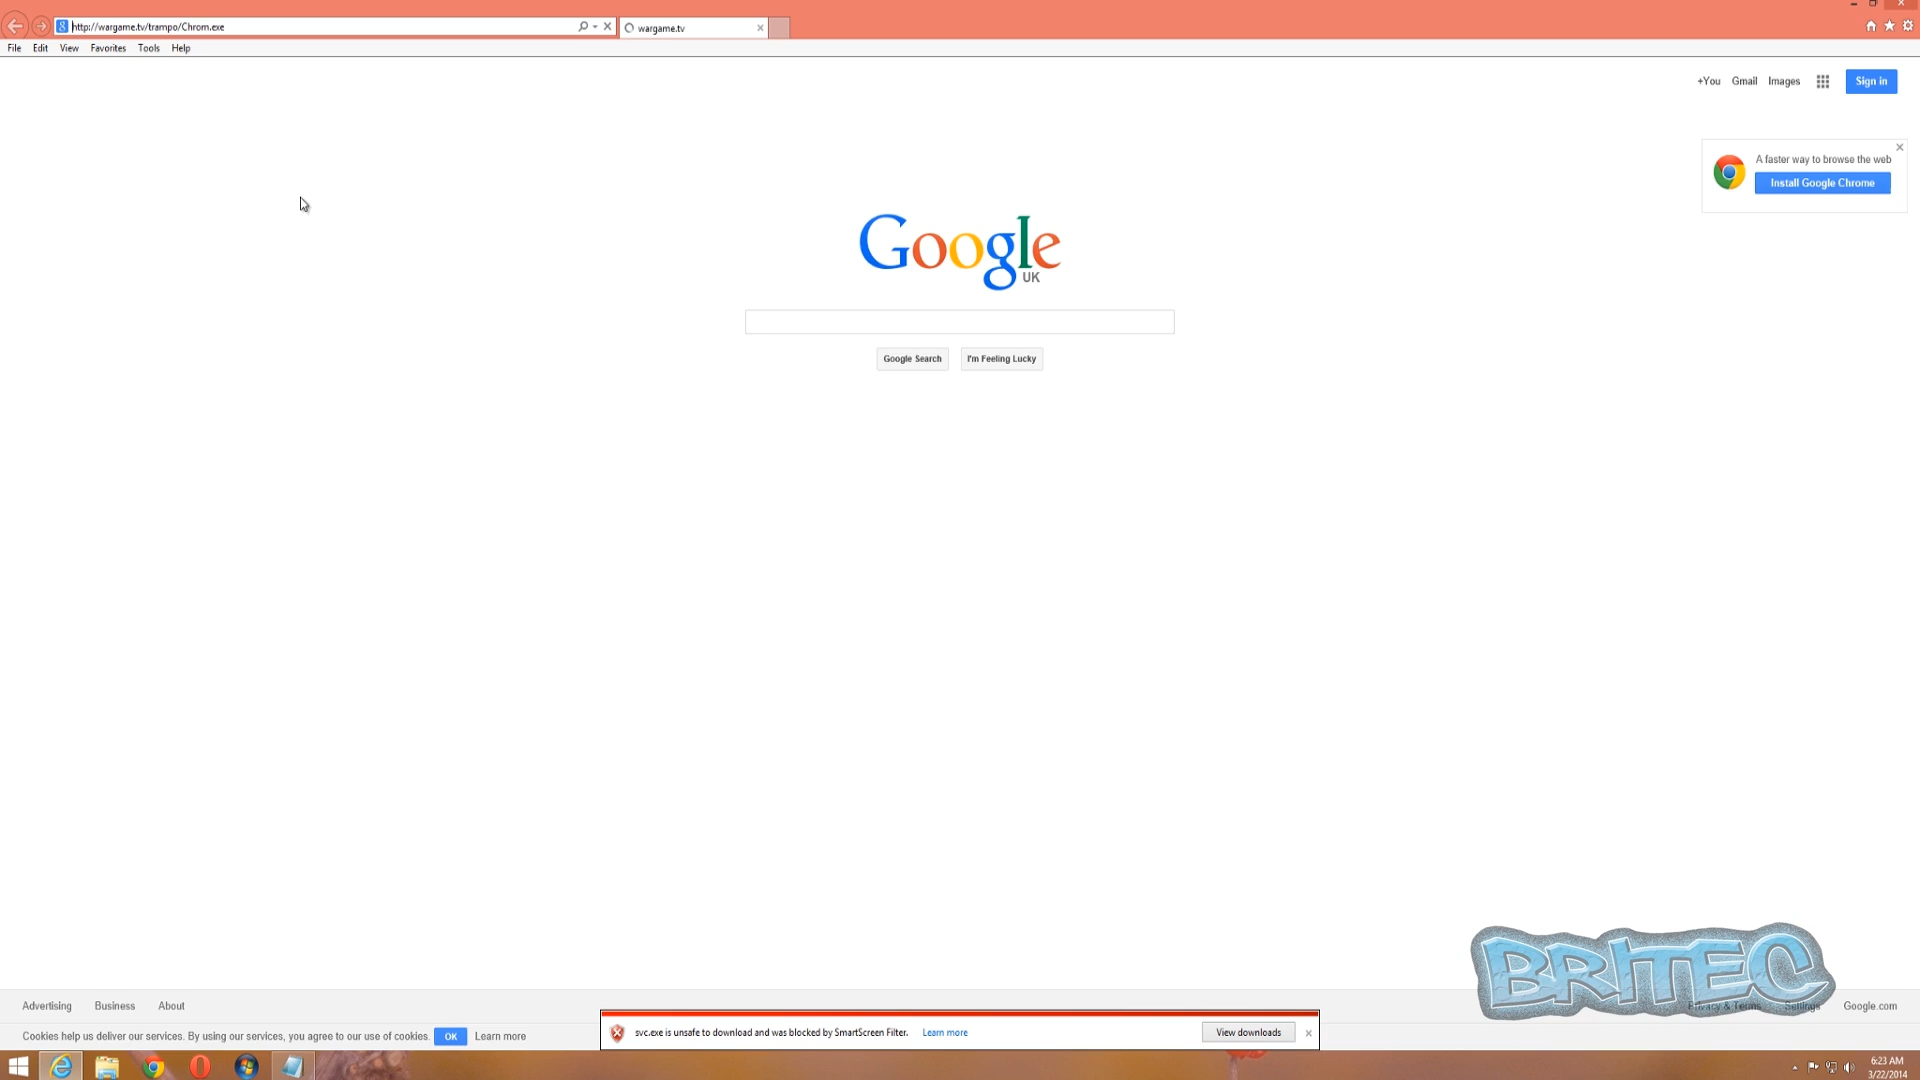 http://wargame.tv/trampo/Chrom.exe
wargame.tv
File Edit View Favorites Tools Help
+You Gmail Images Sign in
A faster way to browse the web
Install Google Chrome
Google
UK
Google Search I'm Feeling Lucky
BRITEC
Advertising Business About Privacy & Terms Settings Google.com
Cookies help us deliver our services. By using our services, you agree to our use of cookies. OK Learn more
svc.exe is unsafe to download and was blocked by SmartScreen Filter. Learn more View downloads
6:23 AM
3/22/2014